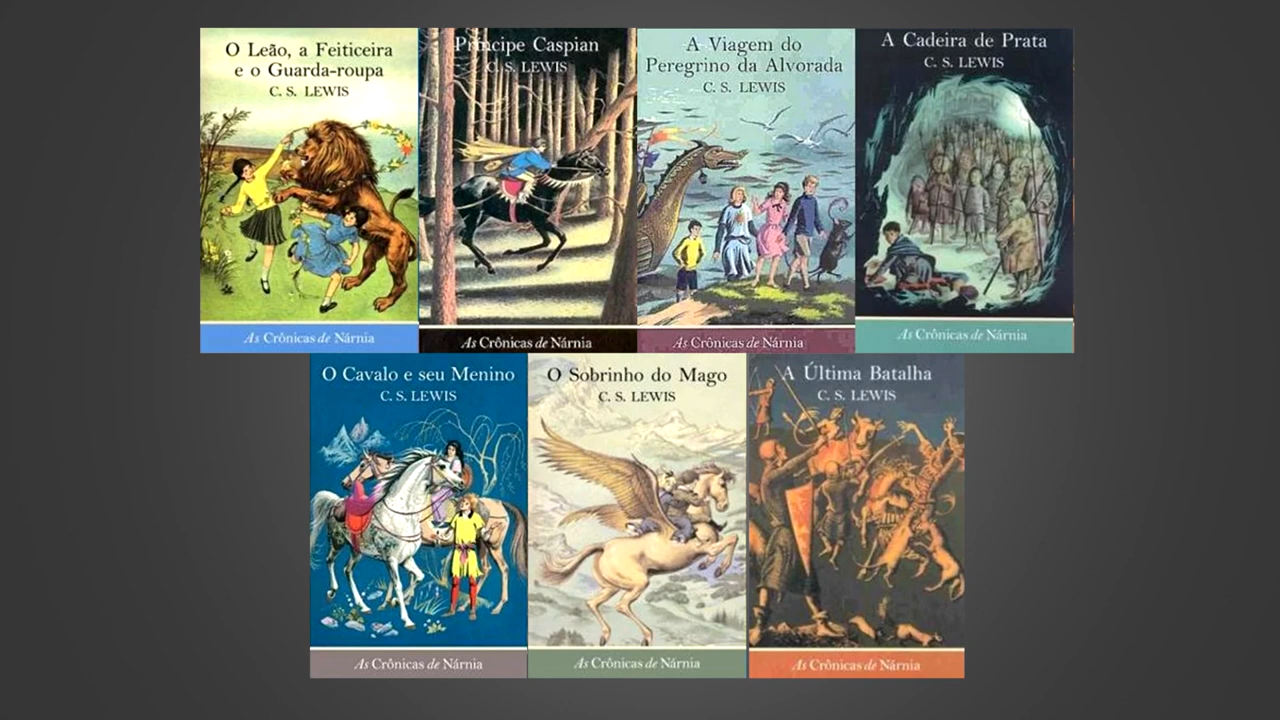 O Leão, a Feiticeira
e o Guarda-roupa
C. S. LEWIS
As Crônicas de Nárnia
Príncipe Caspian
C. S. LEWIS
As Crônicas de Nárnia
A Viagem do
Peregrino da Alvorada
C. S. LEWIS
As Crônicas de Nárnia
A Cadeira de Prata
C. S. LEWIS
As Crônicas de Nárnia
O Cavalo e seu Menino
C. S. LEWIS
As Crônicas de Nárnia
O Sobrinho do Mago
C. S. LEWIS
As Crônicas de Nárnia
A Última Batalha
C. S. LEWIS
As Crônicas de Nárnia